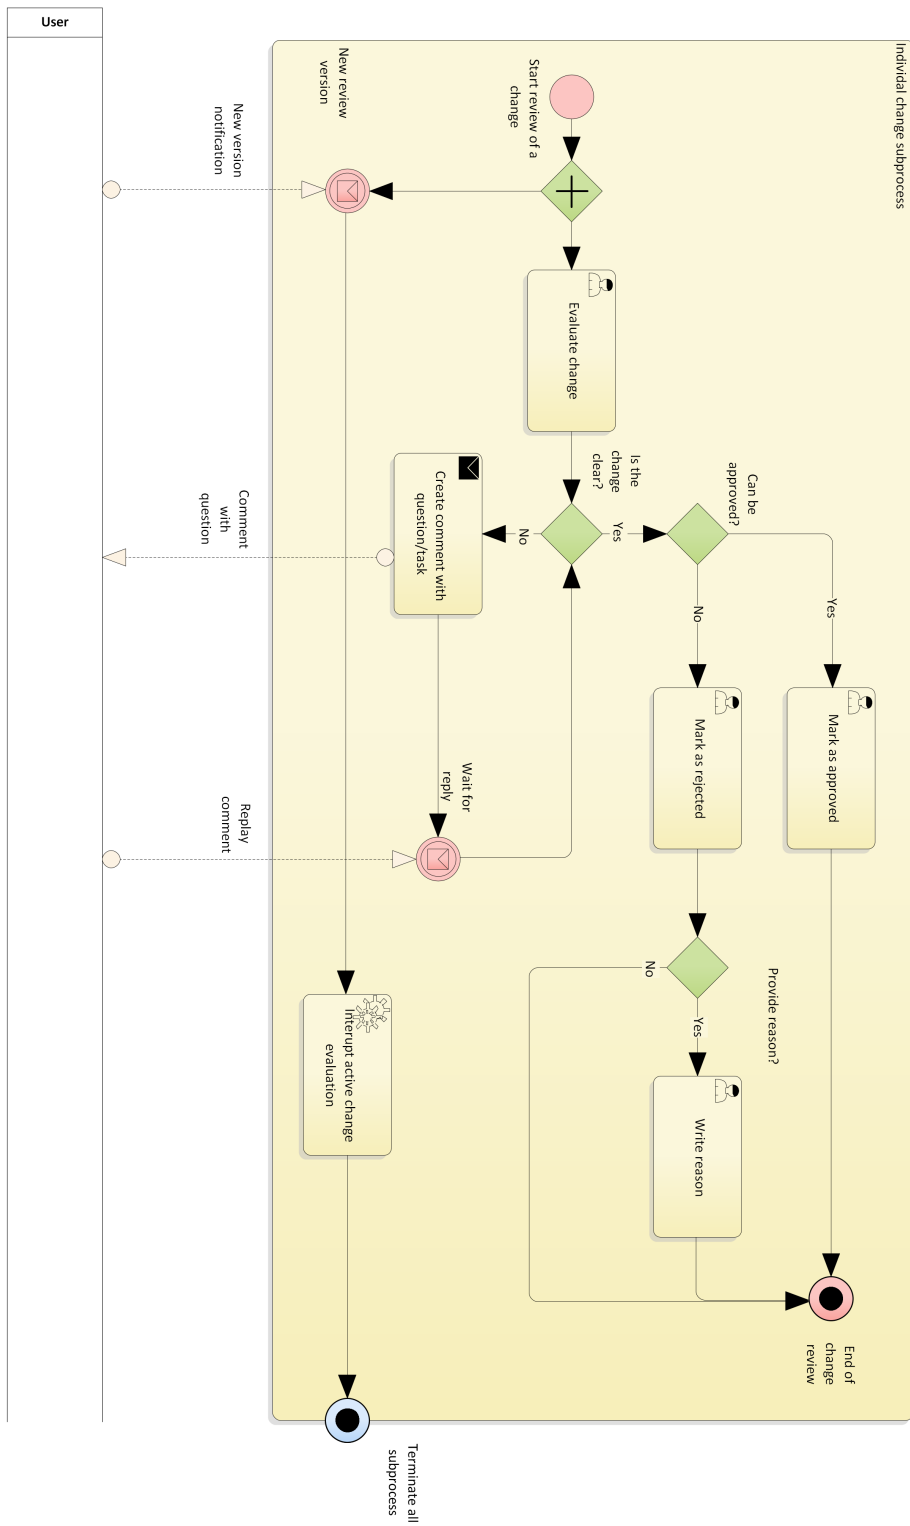 User
Individal change subprocess
Start review of a
change
New review
version
New version
notification
Evaluate change
Is the
change
clear?
Can be
approved?
Yes
No
Yes
No
Create comment with
question/task
Comment
with
question
Mark as approved
Mark as rejected
Wait for
reply
Replay
comment
Provide reason?
No
Yes
Write reason
Interupt active change
evaluation
End of
change
review
Terminate all
subprocess